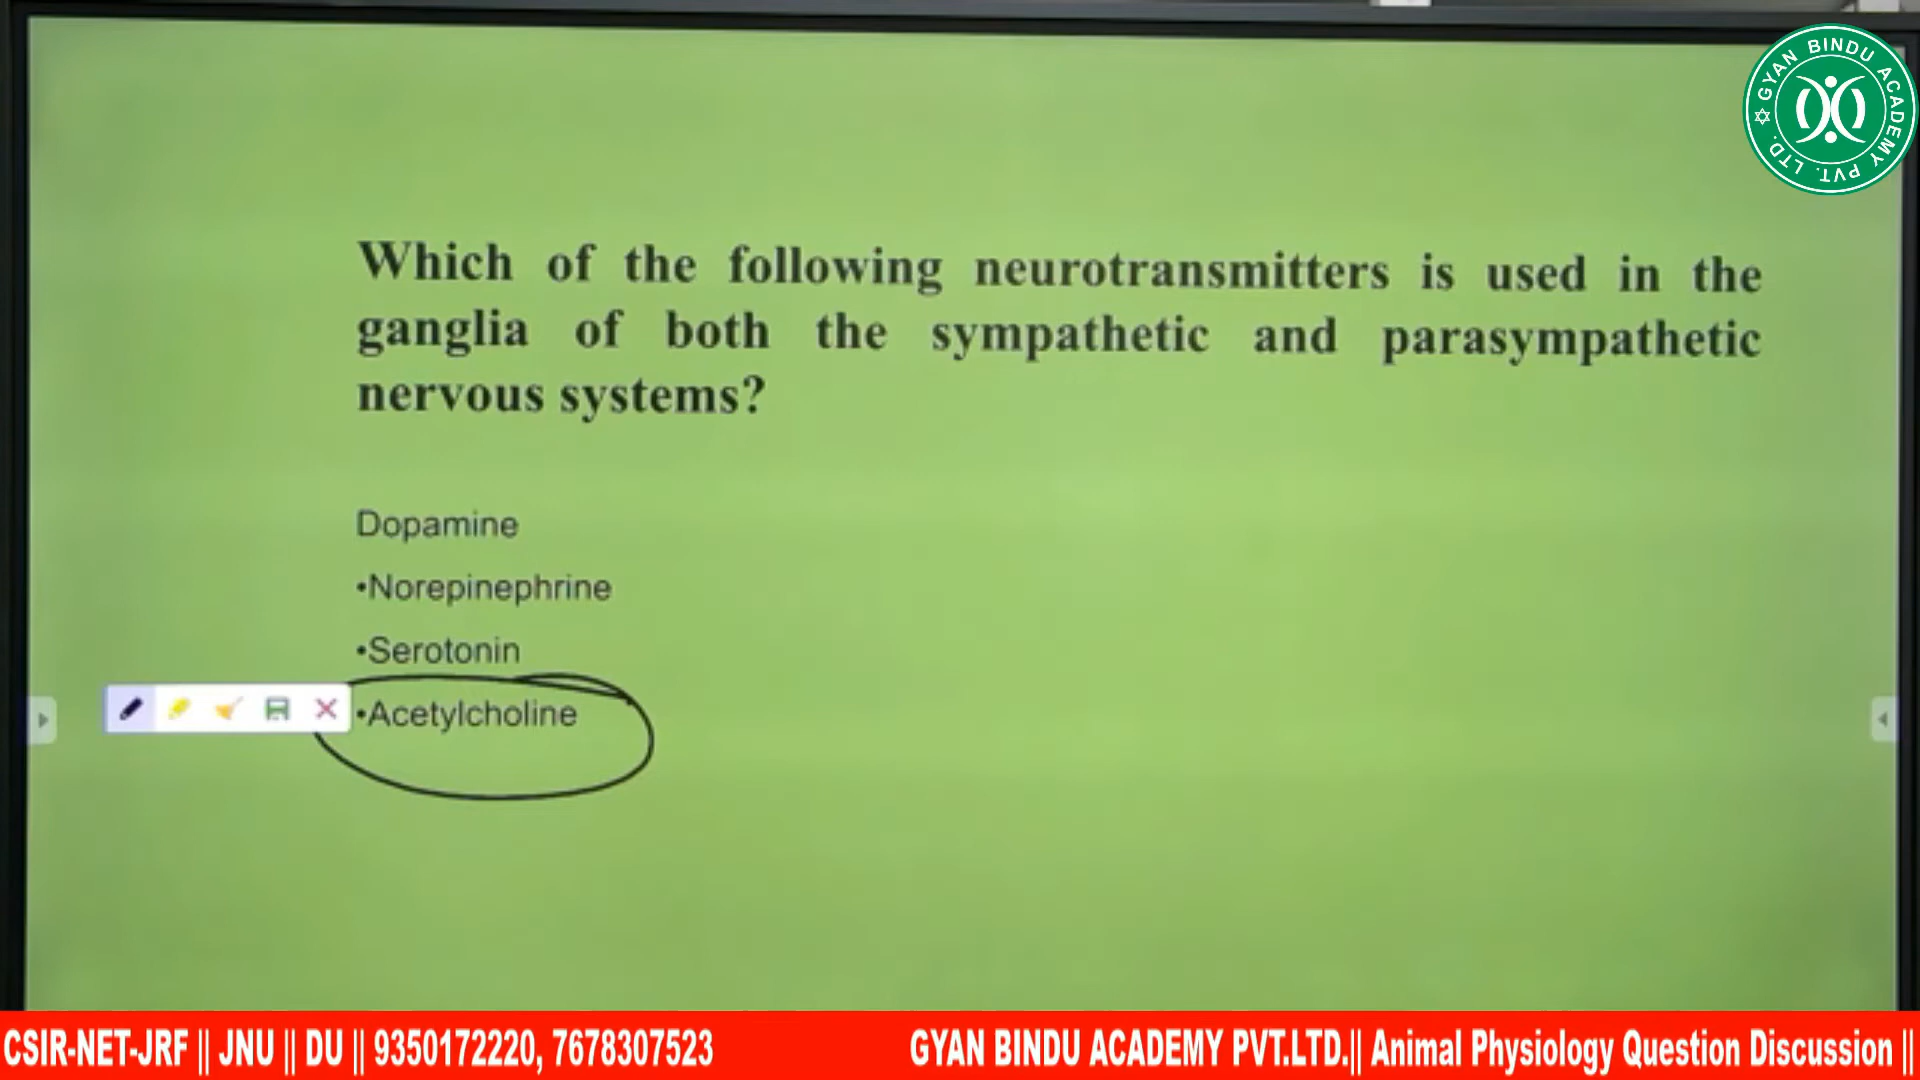 GYAN BINDU ACADEMY PVT. LTD.
Which of the following neurotransmitters is used in the
ganglia of both the sympathetic and parasympathetic
nervous systems?
Dopamine
•Norepinephrine
•Serotonin
•Acetylcholine
CSIR-NET-JRF || JNU || DU || 9350172220, 7678307523 GYAN BINDU ACADEMY PVT.LTD.|| Animal Physiology Question Discussion ||